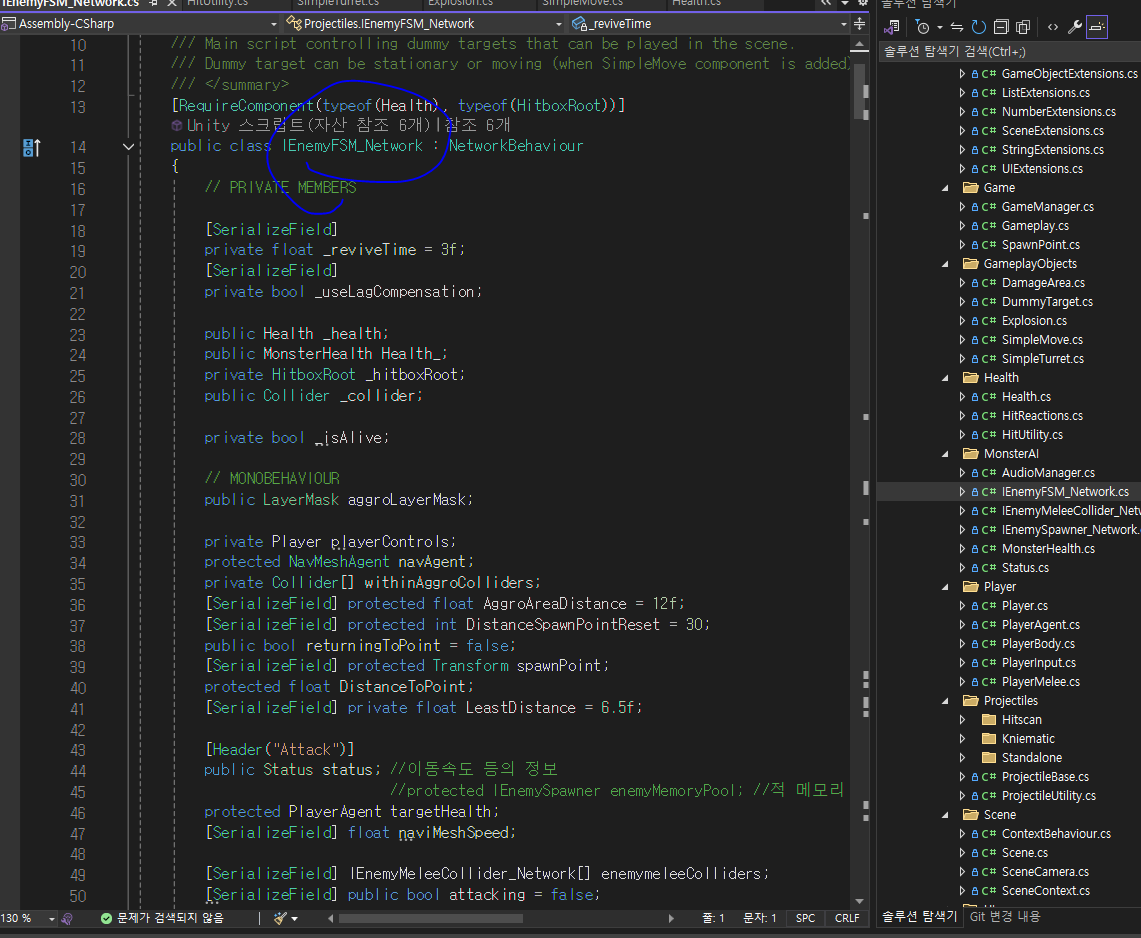 IEnemyFSM_Network.cs
HitUtility.cs
SimpleTurret.cs
Explosion.cs
SimpleMove.cs
Health.cs
솔루션 탐색기
Assembly-CSharp
Projectiles.IEnemyFSM_Network
_reviveTime
솔루션 탐색기 검색(Ctrl+;)
10 /// Main script controlling dummy targets that can be played in the scene.
11 /// Dummy target can be stationary or moving (when SimpleMove component is added)
12 /// </summary>
13 [RequireComponent(typeof(Health), typeof(HitboxRoot))]
Unity 스크립트(자산 참조 6개)|참조 6개
14 public class IEnemyFSM_Network : NetworkBehaviour
15 {
16 // PRIVATE MEMBERS
17
18 [SerializeField]
19 private float _reviveTime = 3f;
20 [SerializeField]
21 private bool _useLagCompensation;
22
23 public Health _health;
24 public MonsterHealth Health_;
25 private HitboxRoot _hitboxRoot;
26 public Collider _collider;
27
28 private bool _isAlive;
29
30 // MONOBEHAVIOUR
31 public LayerMask aggroLayerMask;
32
33 private Player playerControls;
34 protected NavMeshAgent navAgent;
35 private Collider[] withinAggroColliders;
36 [SerializeField] protected float AggroAreaDistance = 12f;
37 [SerializeField] protected int DistanceSpawnPointReset = 30;
38 public bool returningToPoint = false;
39 [SerializeField] protected Transform spawnPoint;
40 protected float DistanceToPoint;
41 [SerializeField] private float LeastDistance = 6.5f;
42
43 [Header("Attack")]
44 public Status status; //이동속도 등의 정보
45 //protected IEnemySpawner enemyMemoryPool; //적 메모리
46 protected PlayerAgent targetHealth;
47 [SerializeField] float naviMeshSpeed;
48
49 [SerializeField] IEnemyMeleeCollider_Network[] enemymeleeColliders;
50 [SerializeField] public bool attacking = false;
130 %
문제가 검색되지 않음
줄: 1
문자: 1
SPC
CRLF
C# GameObjectExtensions.cs
C# ListExtensions.cs
C# NumberExtensions.cs
C# SceneExtensions.cs
C# StringExtensions.cs
C# UIExtensions.cs
Game
C# GameManager.cs
C# Gameplay.cs
C# SpawnPoint.cs
GameplayObjects
C# DamageArea.cs
C# DummyTarget.cs
C# Explosion.cs
C# SimpleMove.cs
C# SimpleTurret.cs
Health
C# Health.cs
C# HitReactions.cs
C# HitUtility.cs
MonsterAI
C# AudioManager.cs
C# IEnemyFSM_Network.cs
C# IEnemyMeleeCollider_Netw
C# IEnemySpawner_Network.
C# MonsterHealth.cs
C# Status.cs
Player
C# Player.cs
C# PlayerAgent.cs
C# PlayerBody.cs
C# PlayerInput.cs
C# PlayerMelee.cs
Projectiles
Hitscan
Kniematic
Standalone
C# ProjectileBase.cs
C# ProjectileUtility.cs
Scene
C# ContextBehaviour.cs
C# Scene.cs
C# SceneCamera.cs
C# SceneContext.cs
솔루션 탐색기
Git 변경 내용